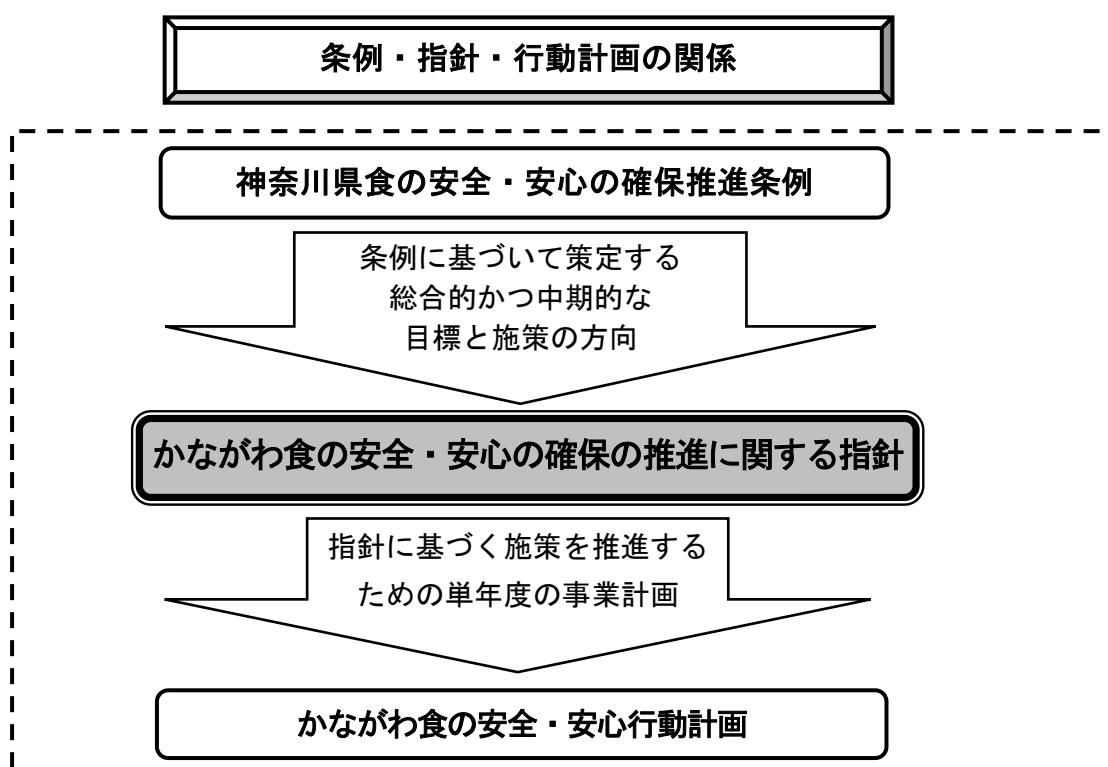 条例・指針・行動計画の関係
神奈川県食の安全・安心の確保推進条例
条例に基づいて策定する
総合的かつ中期的な
目標と施策の方向
かながわ食の安全・安心の確保の推進に関する指針
指針に基づく施策を推進する
ための単年度の事業計画
かながわ食の安全・安心行動計画